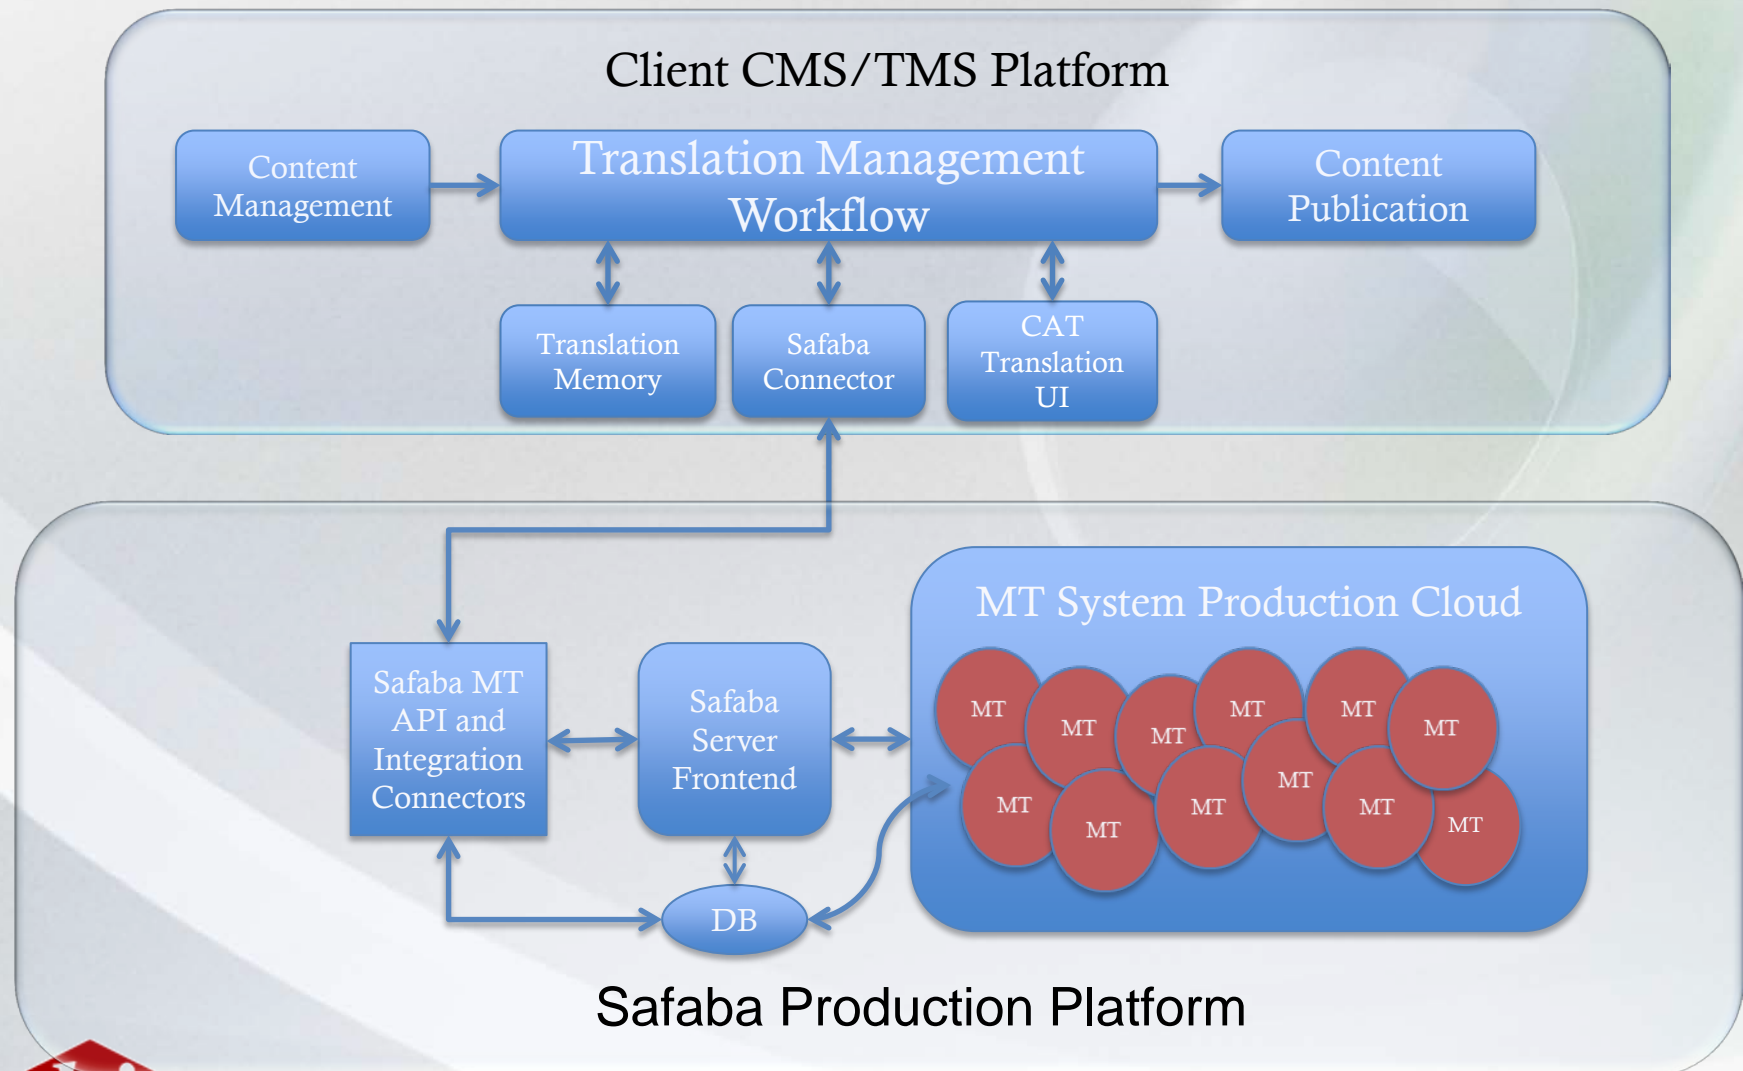 Client CMS/TMS Platform
Content
Management
Translation Management
Workflow
Content
Publication
Translation
Memory
Safaba
Connector
CAT
Translation
UI
MT System Production Cloud
Safaba MT
API and
Integration
Connectors
Safaba
Server
Frontend
MT
MT
MT
MT
MT
MT
MT
MT
MT
MT
MT
MT
DB
Safaba Production Platform